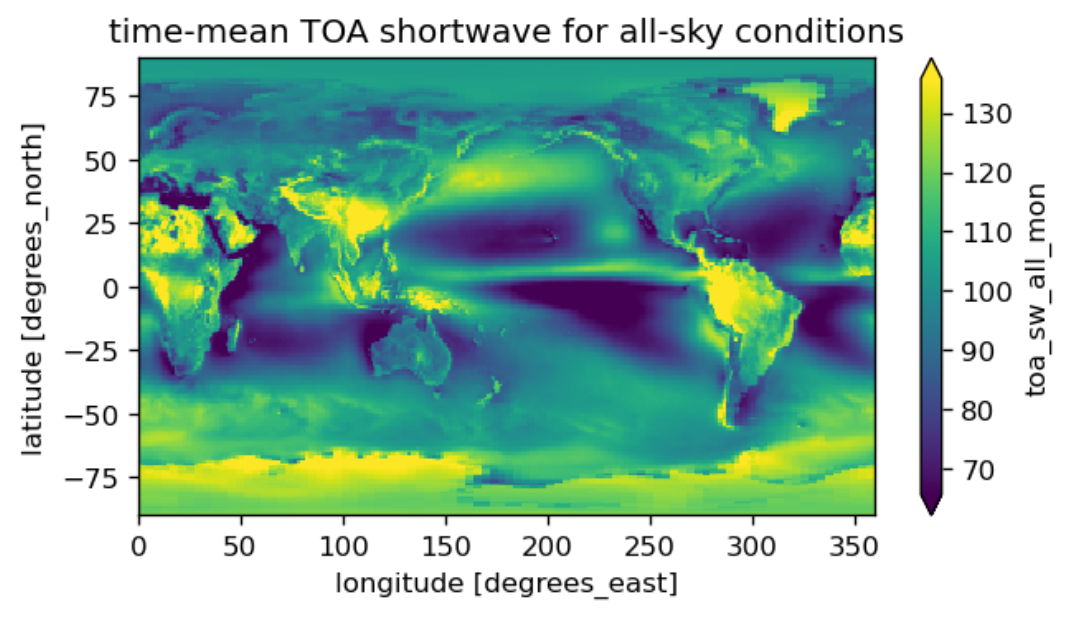 time-mean TOA shortwave for all-sky conditions
latitude [degrees_north]
75
50
25
0
−25
−50
−75
0 50 100 150 200 250 300 350
longitude [degrees_east]
130
120
110
100
90
80
70
toa_sw_all_mon